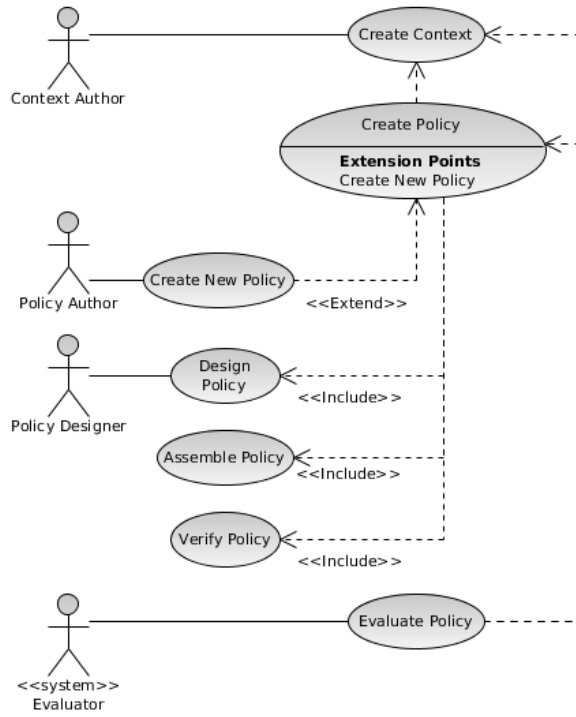 Create Context
Context Author
Create Policy
Extension Points
Create New Policy
Create New Policy
Policy Author
<<Extend>>
Design
Policy
Policy Designer
<<Include>>
Assemble Policy
<<Include>>
Verify Policy
<<Include>>
Evaluate Policy
<<system>>
Evaluator